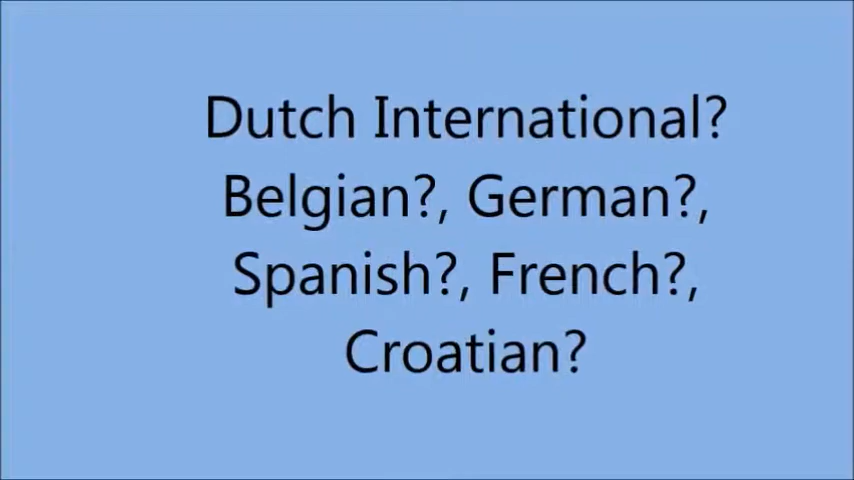 Dutch International?
Belgian?, German?,
Spanish?, French?,
Croatian?